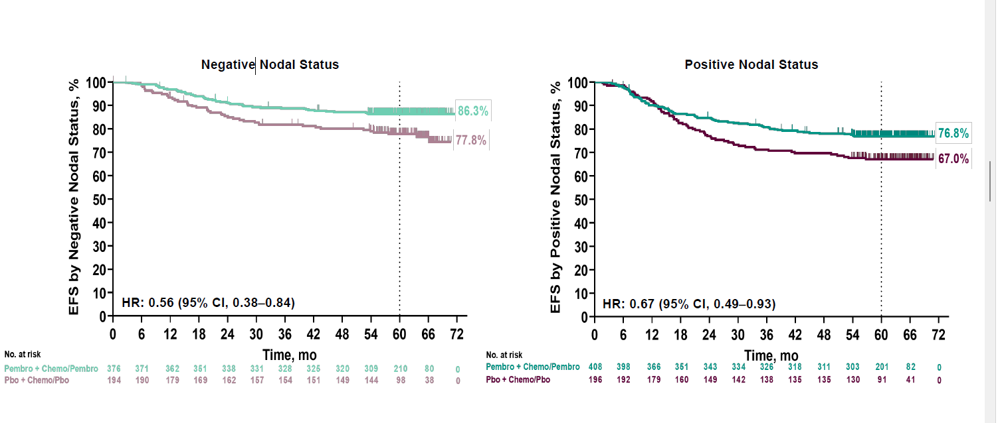 Negative Nodal Status
EFS by Negative Nodal Status, %
100
90
80
70
60
50
40
30
20
10
0
86.3%
77.8%
HR: 0.56 (95% CI, 0.38–0.84)
0 6 12 18 24 30 36 42 48 54 60 66 72
Time, mo
No. at risk
Pembro + Chemo/Pembro 376 371 362 351 338 331 328 325 320 309 210 80 0
Pbo + Chemo/Pbo 194 190 179 169 162 157 154 151 149 144 98 38 0
Positive Nodal Status
EFS by Positive Nodal Status, %
100
90
80
70
60
50
40
30
20
10
0
76.8%
67.0%
HR: 0.67 (95% CI, 0.49–0.93)
0 6 12 18 24 30 36 42 48 54 60 66 72
Time, mo
No. at risk
Pembro + Chemo/Pembro 408 398 366 351 343 334 326 318 311 303 201 82 0
Pbo + Chemo/Pbo 196 192 179 160 149 142 138 135 135 130 91 41 0